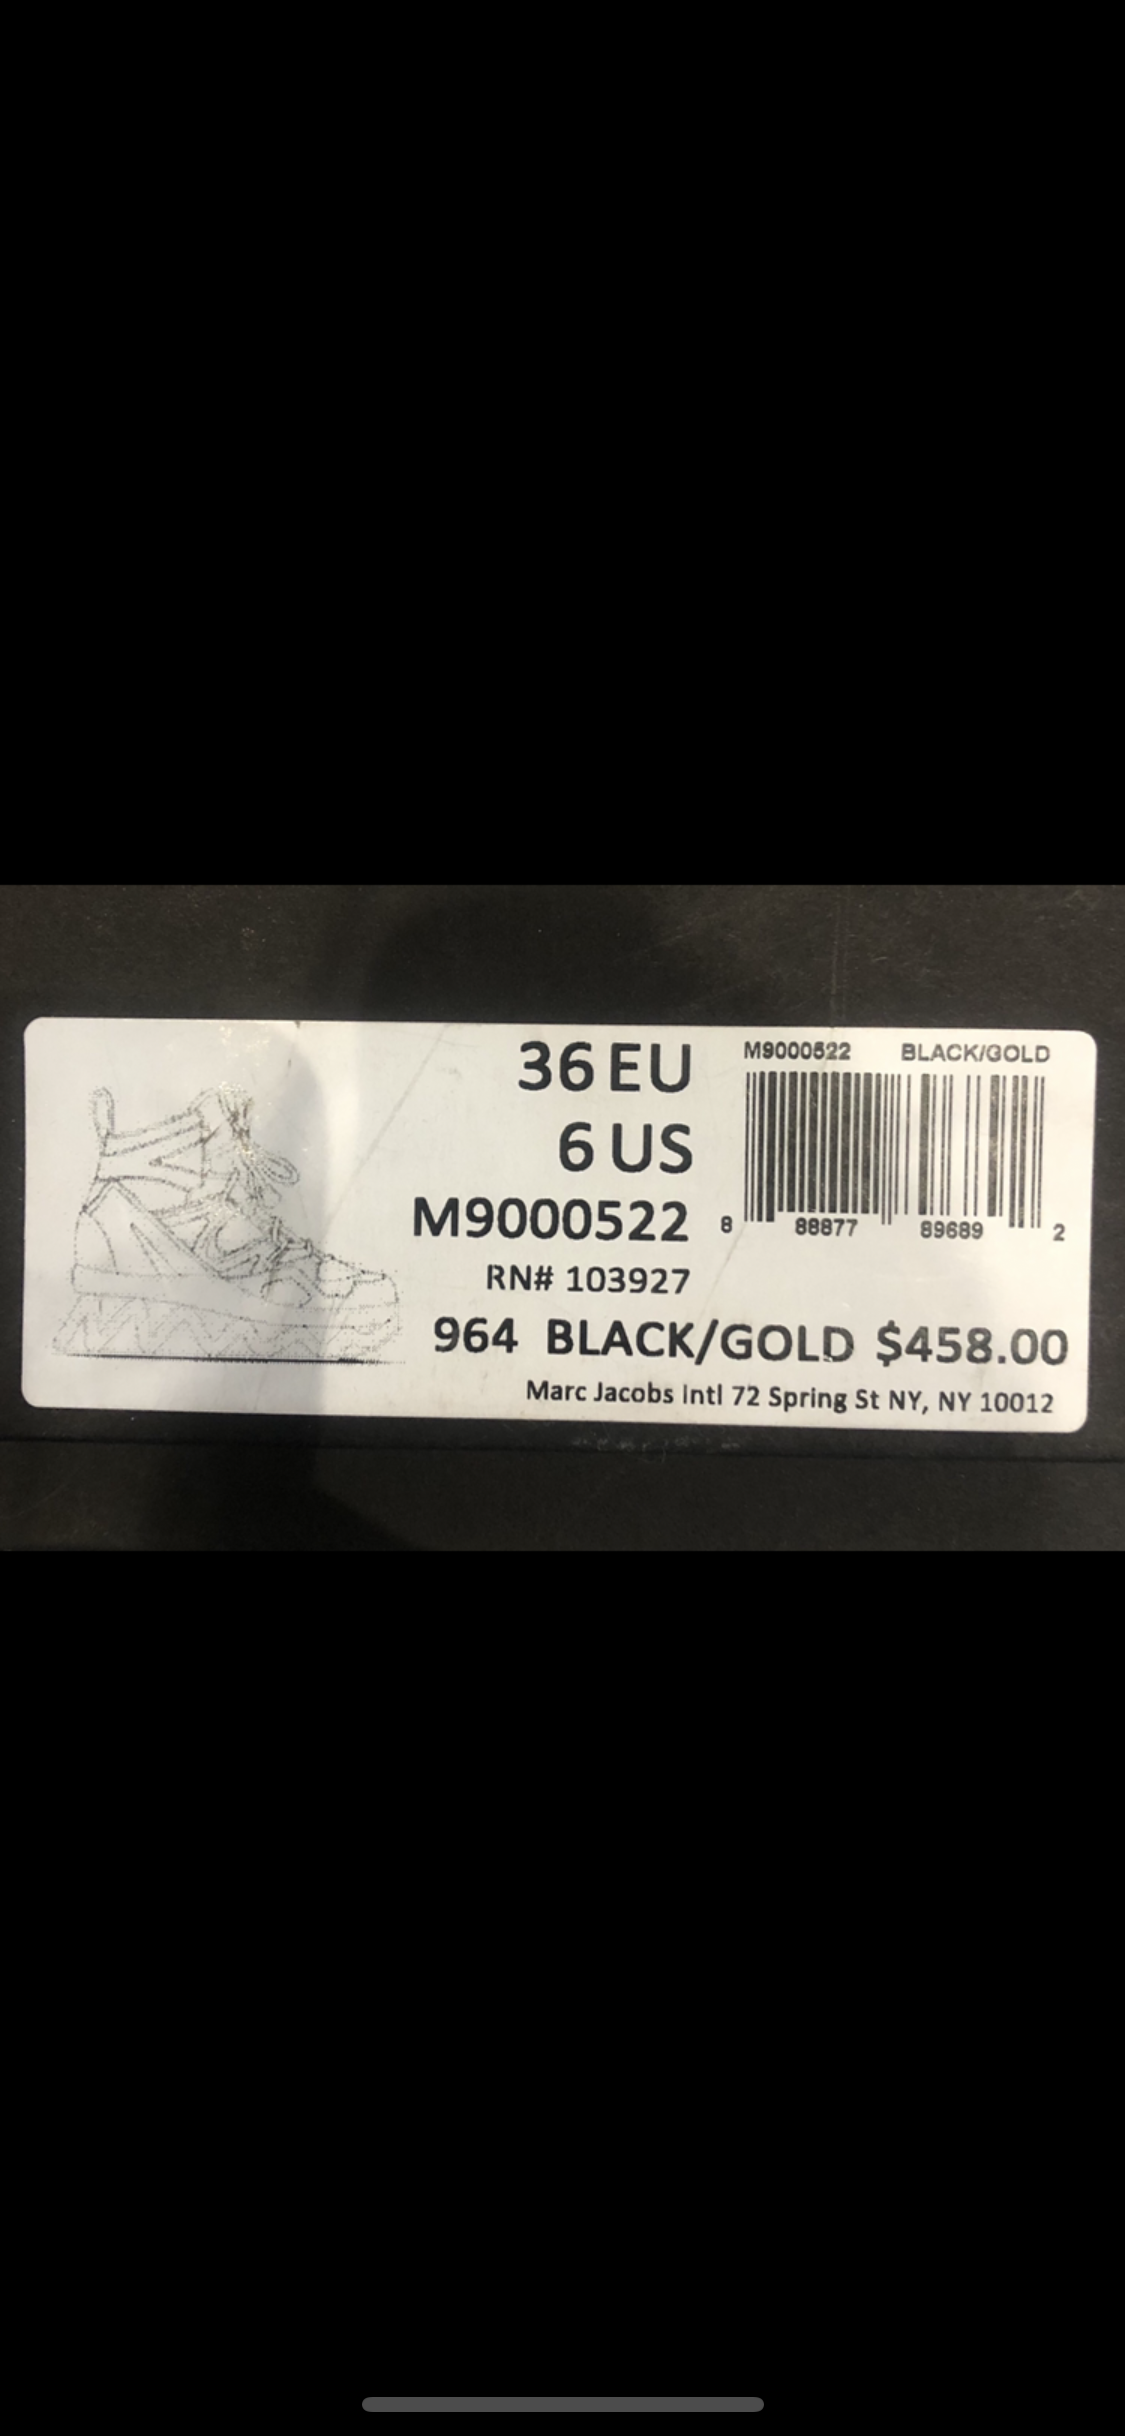 36 EU
6 US
M9000522
RN# 103927
964 BLACK/GOLD $458.00
Marc Jacobs Intl 72 Spring St NY, NY 10012
M9000522 BLACK/GOLD
8 88877 89689 2